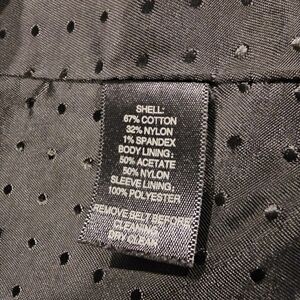 SHELL:
67% COTTON
32% NYLON
1% SPANDEX
BODY LINING:
50% ACETATE
50% NYLON
SLEEVE LINING:
100% POLYESTER
REMOVE BELT BEFORE
CLEANING
DRY CLEAN